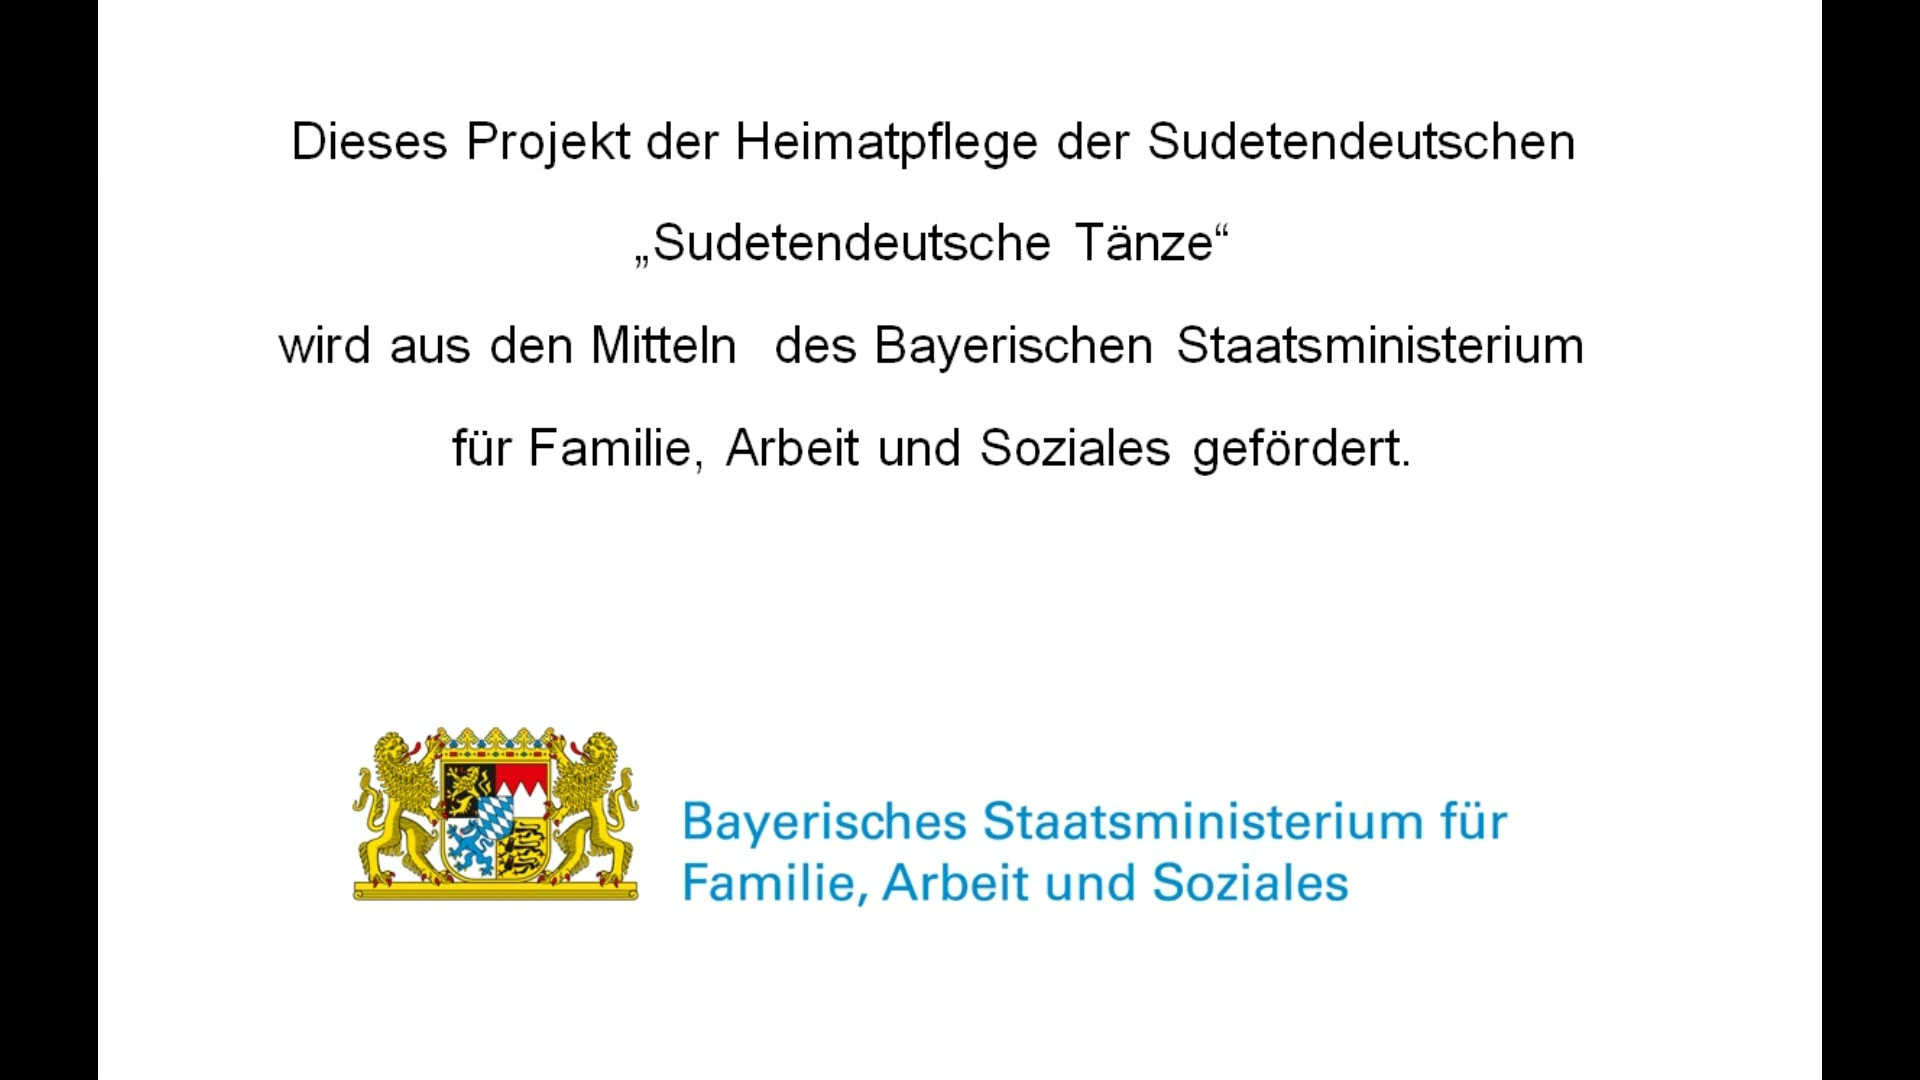 Dieses Projekt der Heimatpflege der Sudetendeutschen
„Sudetendeutsche Tänze“
wird aus den Mitteln des Bayerischen Staatsministerium
für Familie, Arbeit und Soziales gefördert.
Bayerisches Staatsministerium für
Familie, Arbeit und Soziales